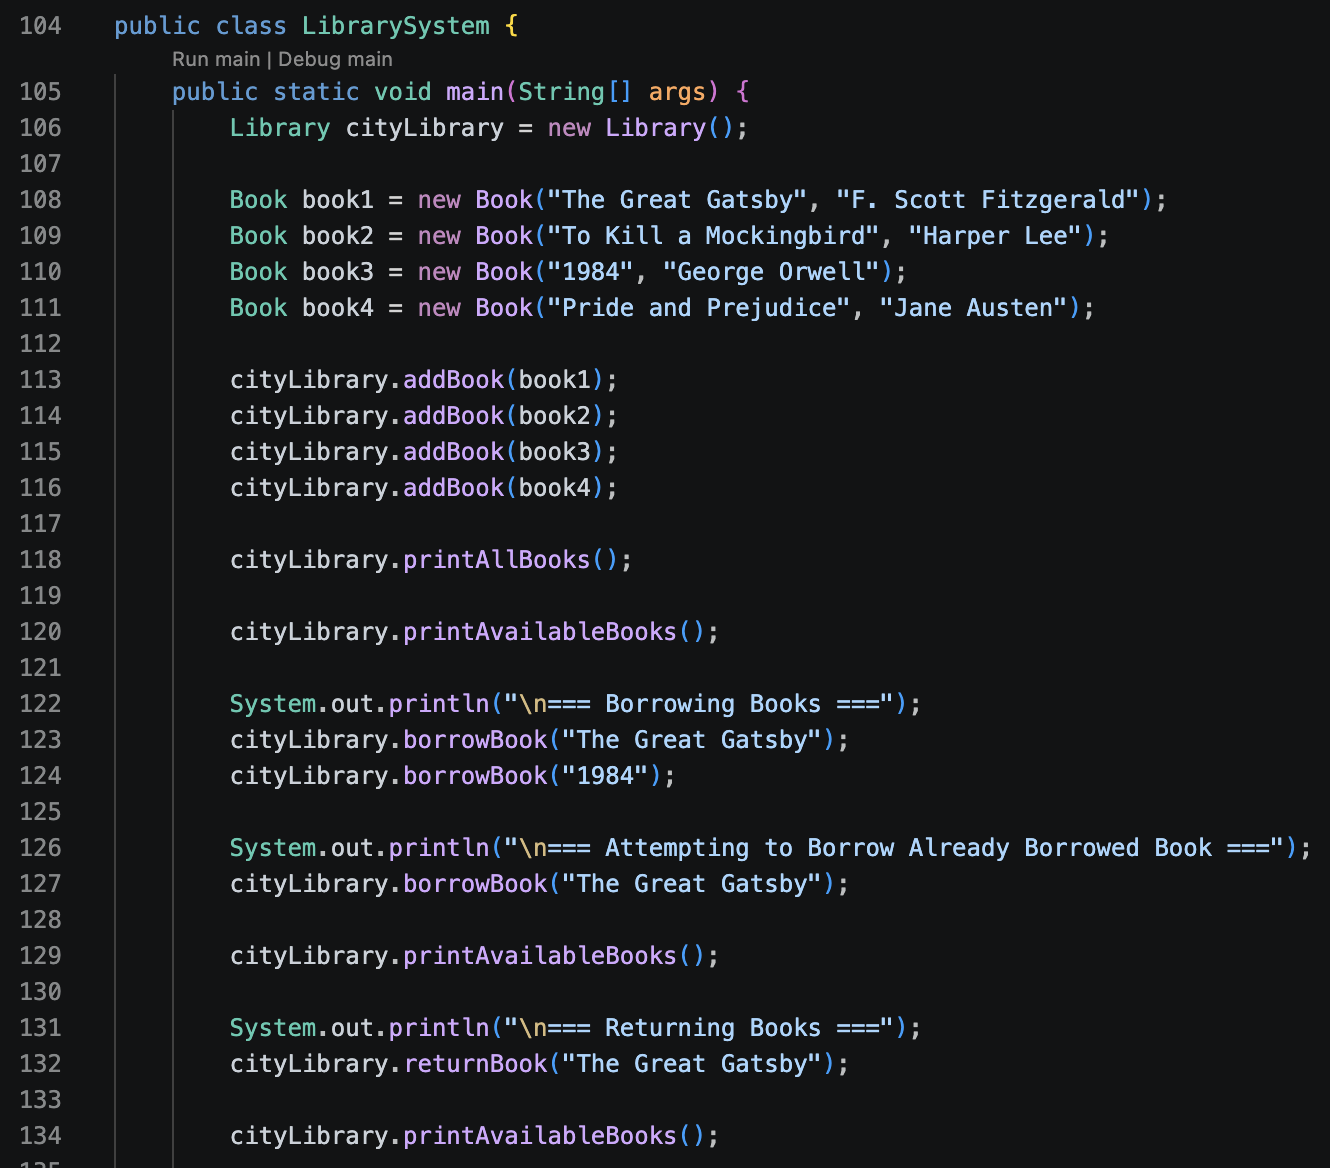 104 public class LibrarySystem {
Run main | Debug main
105 public static void main(String[] args) {
106 Library cityLibrary = new Library();
107
108 Book book1 = new Book("The Great Gatsby", "F. Scott Fitzgerald");
109 Book book2 = new Book("To Kill a Mockingbird", "Harper Lee");
110 Book book3 = new Book("1984", "George Orwell");
111 Book book4 = new Book("Pride and Prejudice", "Jane Austen");
112
113 cityLibrary.addBook(book1);
114 cityLibrary.addBook(book2);
115 cityLibrary.addBook(book3);
116 cityLibrary.addBook(book4);
117
118 cityLibrary.printAllBooks();
119
120 cityLibrary.printAvailableBooks();
121
122 System.out.println("\n=== Borrowing Books ===");
123 cityLibrary.borrowBook("The Great Gatsby");
124 cityLibrary.borrowBook("1984");
125
126 System.out.println("\n=== Attempting to Borrow Already Borrowed Book ===");
127 cityLibrary.borrowBook("The Great Gatsby");
128
129 cityLibrary.printAvailableBooks();
130
131 System.out.println("\n=== Returning Books ===");
132 cityLibrary.returnBook("The Great Gatsby");
133
134 cityLibrary.printAvailableBooks();